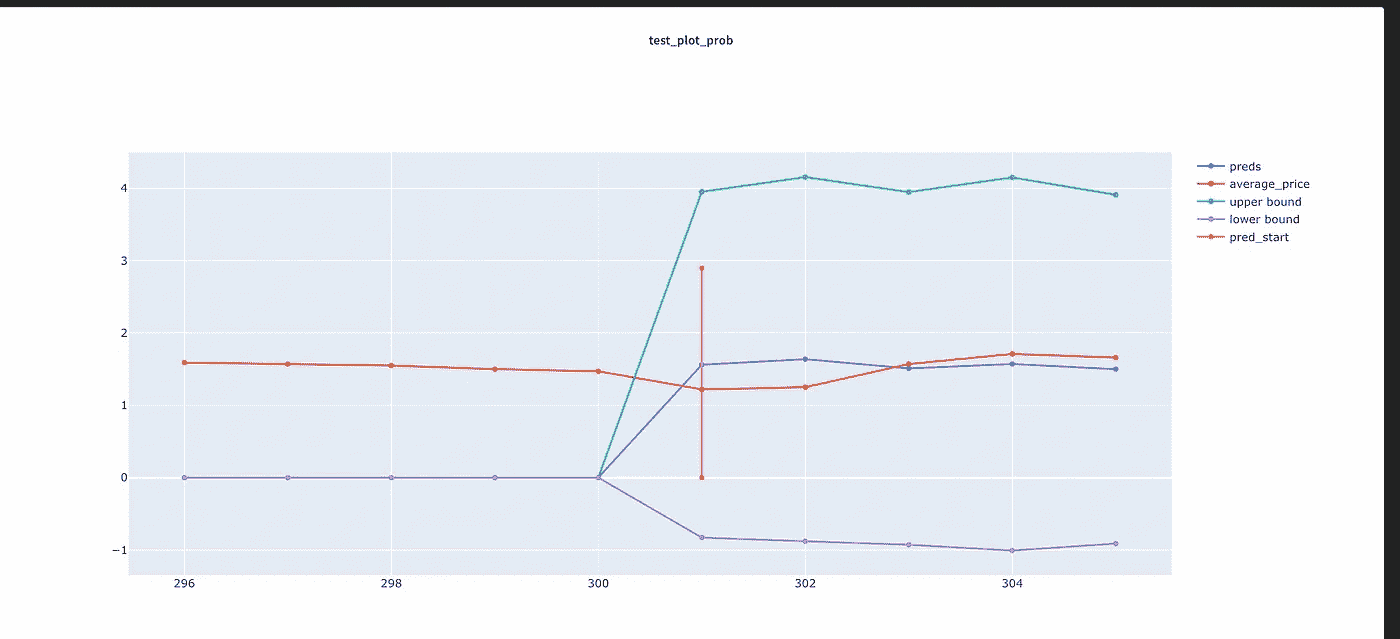 test_plot_prob
preds
average_price
upper bound
lower bound
pred_start
4
3
2
1
0
−1
296 298 300 302 304